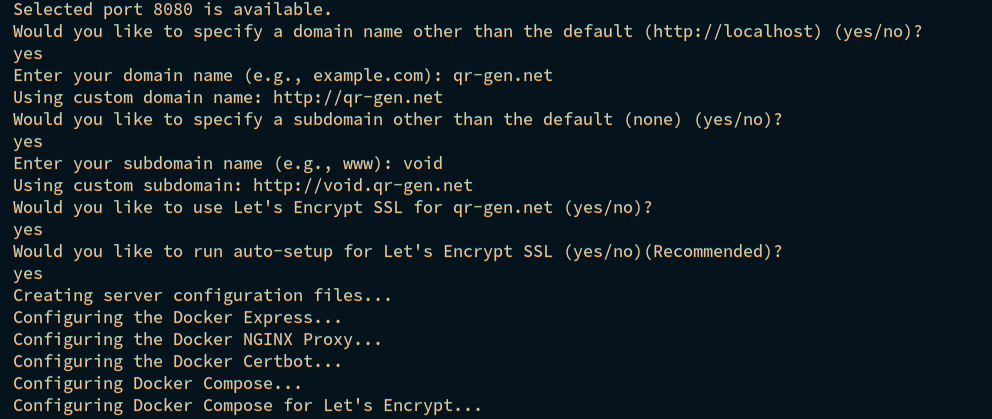 Selected port 8080 is available.
Would you like to specify a domain name other than the default (http://localhost) (yes/no)?
yes
Enter your domain name (e.g., example.com): qr-gen.net
Using custom domain name: http://qr-gen.net
Would you like to specify a subdomain other than the default (none) (yes/no)?
yes
Enter your subdomain name (e.g., www): void
Using custom subdomain: http://void.qr-gen.net
Would you like to use Let's Encrypt SSL for qr-gen.net (yes/no)?
yes
Would you like to run auto-setup for Let's Encrypt SSL (yes/no)(Recommended)?
yes
Creating server configuration files...
Configuring the Docker Express...
Configuring the Docker NGINX Proxy...
Configuring the Docker Certbot...
Configuring Docker Compose...
Configuring Docker Compose for Let's Encrypt...